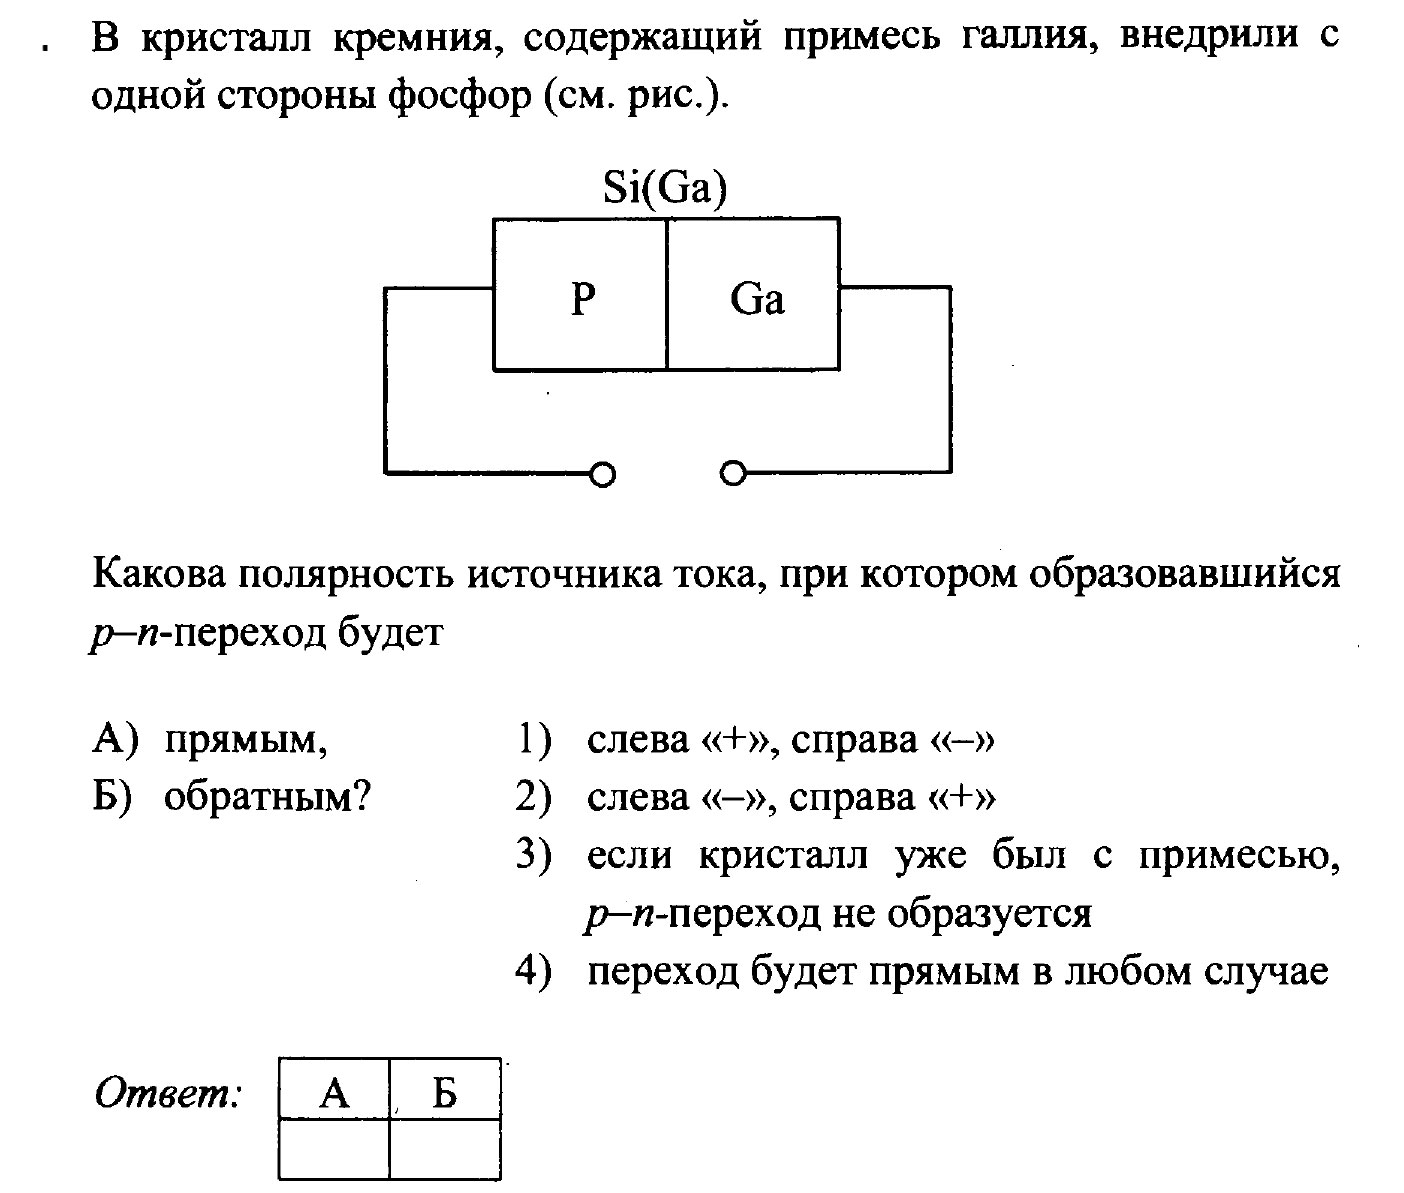 . В кристалл кремния, содержащий примесь галлия, внедрили с
одной стороны фосфор (см. рис.).
Si(Ga)
P Ga
Какова полярность источника тока, при котором образовавшийся
p–n-переход будет
А) прямым, 1) слева «+», справа «–»
Б) обратным? 2) слева «–», справа «+»
3) если кристалл уже был с примесью,
p–n-переход не образуется
4) переход будет прямым в любом случае
Ответ: А Б